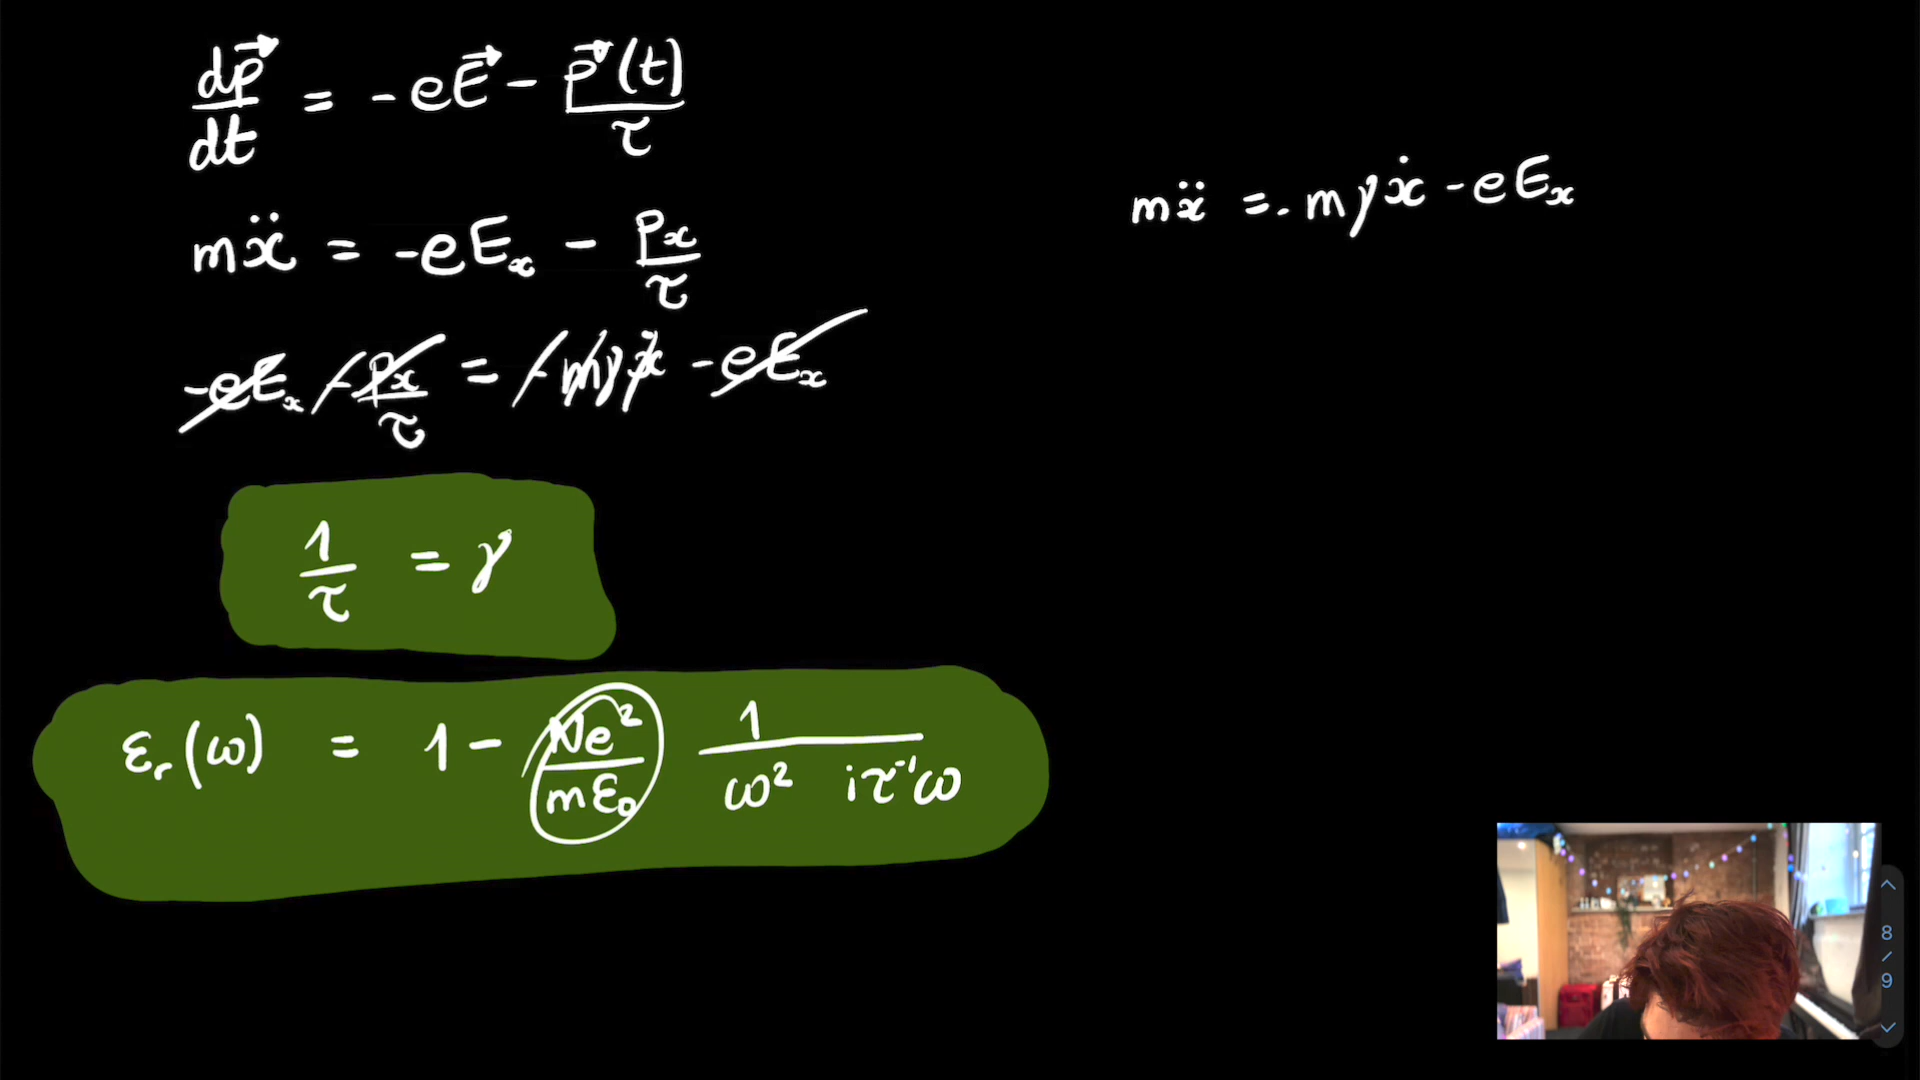 dp⃗/dt = -eE⃗ - p⃗(t)/τ
mẍ = -eEₓ - pₓ/τ
-eEₓ - pₓ/τ = -mγẋ - eEₓ
1/τ = γ
εᵣ(ω) = 1 - Ne²/mε₀ 1/ω² iτ⁻¹ω
mẍ = - mγẋ - eEₓ
8
/
9